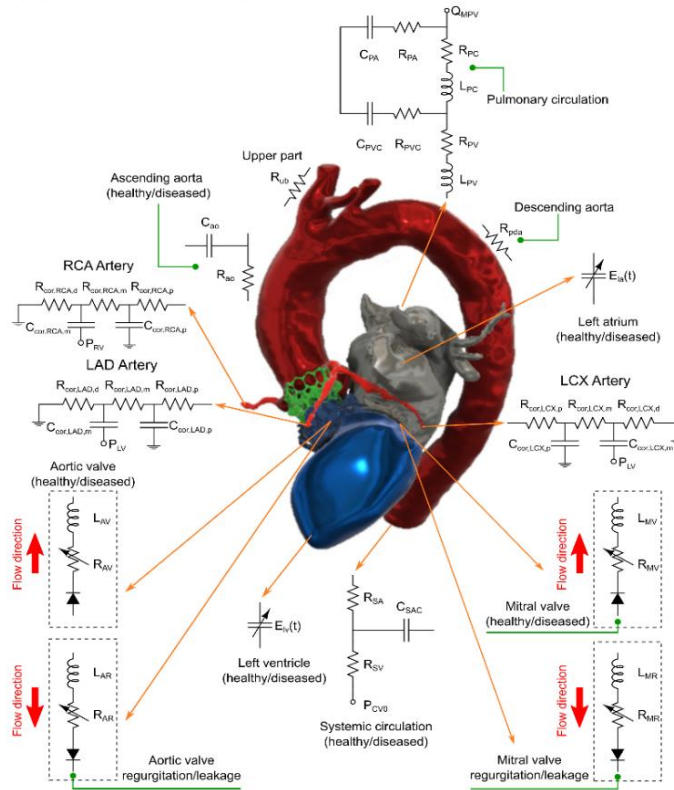 Q_MPV
C_PA
R_PA
R_PC
L_PC
Pulmonary circulation
C_PVC
R_PVC
R_PV
L_PV
Upper part
R_ub
Ascending aorta
(healthy/diseased)
C_ao
R_ao
Descending aorta
R_pda
E_la(t)
Left atrium
(healthy/diseased)
RCA Artery
R_cor,RCA,d R_cor,RCA,m R_cor,RCA,p
C_cor,RCA,m
C_cor,RCA,p
P_RV
LAD Artery
R_cor,LAD,d R_cor,LAD,m R_cor,LAD,p
C_cor,LAD,m
C_cor,LAD,p
P_LV
LCX Artery
R_cor,LCX,p R_cor,LCX,m R_cor,LCX,d
C_cor,LCX,p
C_cor,LCX,m
P_LV
Aortic valve
(healthy/diseased)
Flow direction
L_AV
R_AV
Flow direction
L_AR
R_AR
Aortic valve
regurgitation/leakage
E_lv(t)
Left ventricle
(healthy/diseased)
R_SA
C_SAC
R_SV
P_CV0
Systemic circulation
(healthy/diseased)
Flow direction
L_MV
R_MV
Mitral valve
(healthy/diseased)
Flow direction
L_MR
R_MR
Mitral valve
regurgitation/leakage